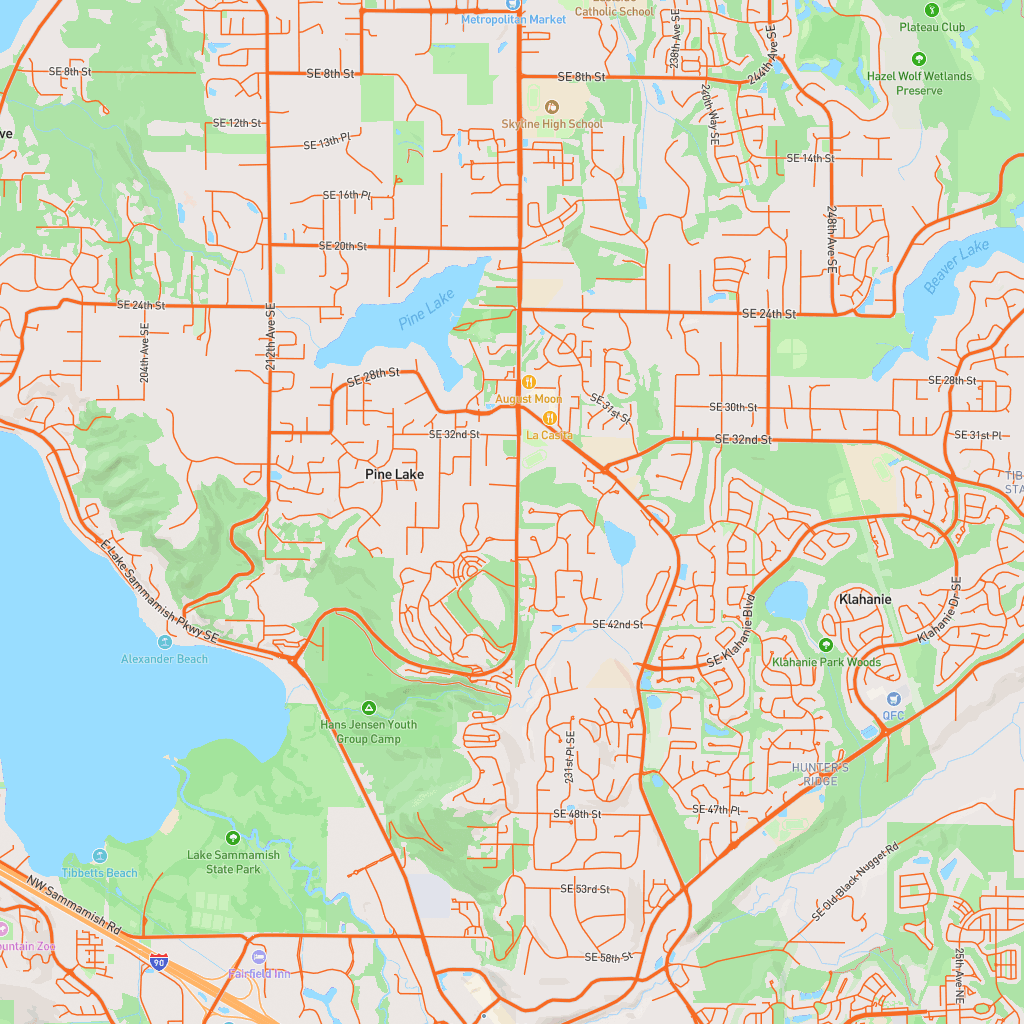 Metropolitan Market
Catholic School
Plateau Club
238th Ave SE
244th Ave SE
SE 8th St
SE 8th St
SE 8th St
Hazel Wolf Wetlands
Preserve
240th Way SE
SE 12th St
Skyline High School
ve
SE 13th Pl
SE 14th St
SE 16th Pl
248th Ave SE
SE 20th St
Beaver Lake
Pine Lake
SE 24th St
SE 24th St
204th Ave SE
212th Ave SE
SE 28th St
SE 28th St
August Moon
SE 31st St
SE 30th St
La Casita
SE 32nd St
SE 32nd St
SE 31st Pl
Pine Lake
TIB
STA
E Lake Sammamish Pkwy SE
Klahanie
SE Klahanie Blvd
Klahanie Dr SE
SE 42nd St
Alexander Beach
Klahanie Park Woods
Hans Jensen Youth
Group Camp
QFC
231st Pl SE
HUNTER'S
RIDGE
SE 47th Pl
SE 48th St
Lake Sammamish
State Park
Tibbetts Beach
SE Old Black Nugget Rd
NW Sammamish Rd
SE 53rd St
ountain Zoo
90
Fairfield Inn
SE 58th St
25th Ave NE